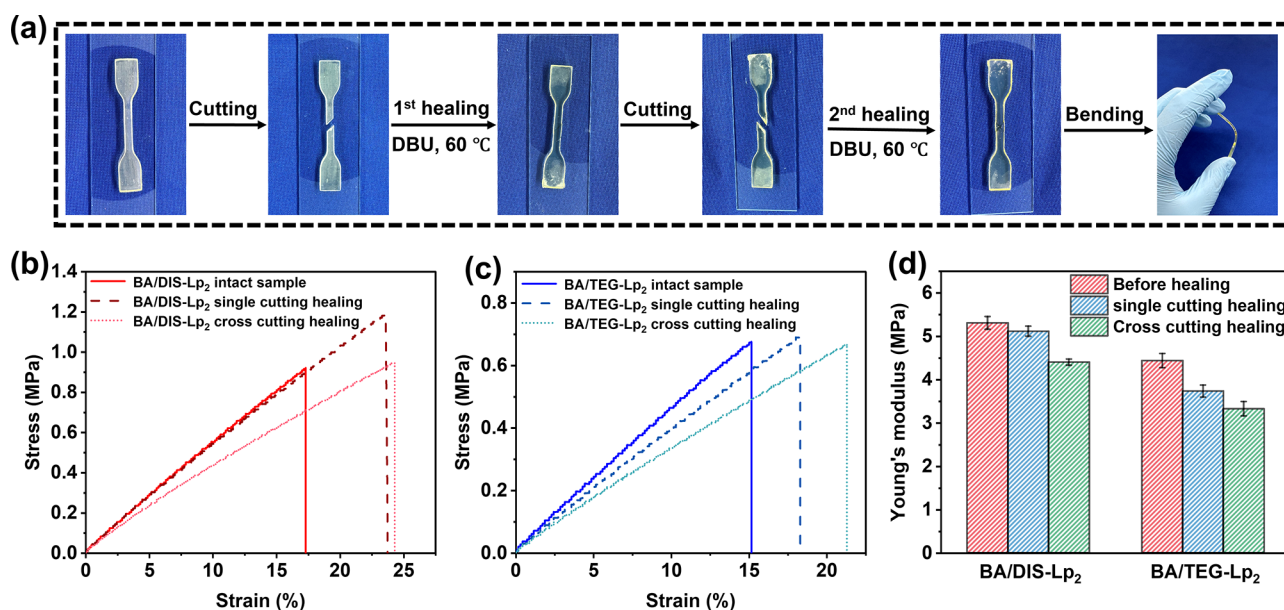 (a)
Cutting
1st healing
DBU, 60 ℃
Cutting
2nd healing
DBU, 60 ℃
Bending
(b)
1.4
1.2
1.0
0.8
0.6
0.4
0.2
0.0
Stress (MPa)
BA/DIS-Lp2 intact sample
BA/DIS-Lp2 single cutting healing
BA/DIS-Lp2 cross cutting healing
0 5 10 15 20 25
Strain (%)
(c)
0.8
0.6
0.4
0.2
0.0
Stress (MPa)
BA/TEG-Lp2 intact sample
BA/TEG-Lp2 single cutting healing
BA/TEG-Lp2 cross cutting healing
0 5 10 15 20
Strain (%)
(d)
6
5
4
3
2
1
0
Young's modulus (MPa)
Before healing
single cutting healing
Cross cutting healing
BA/DIS-Lp2 BA/TEG-Lp2